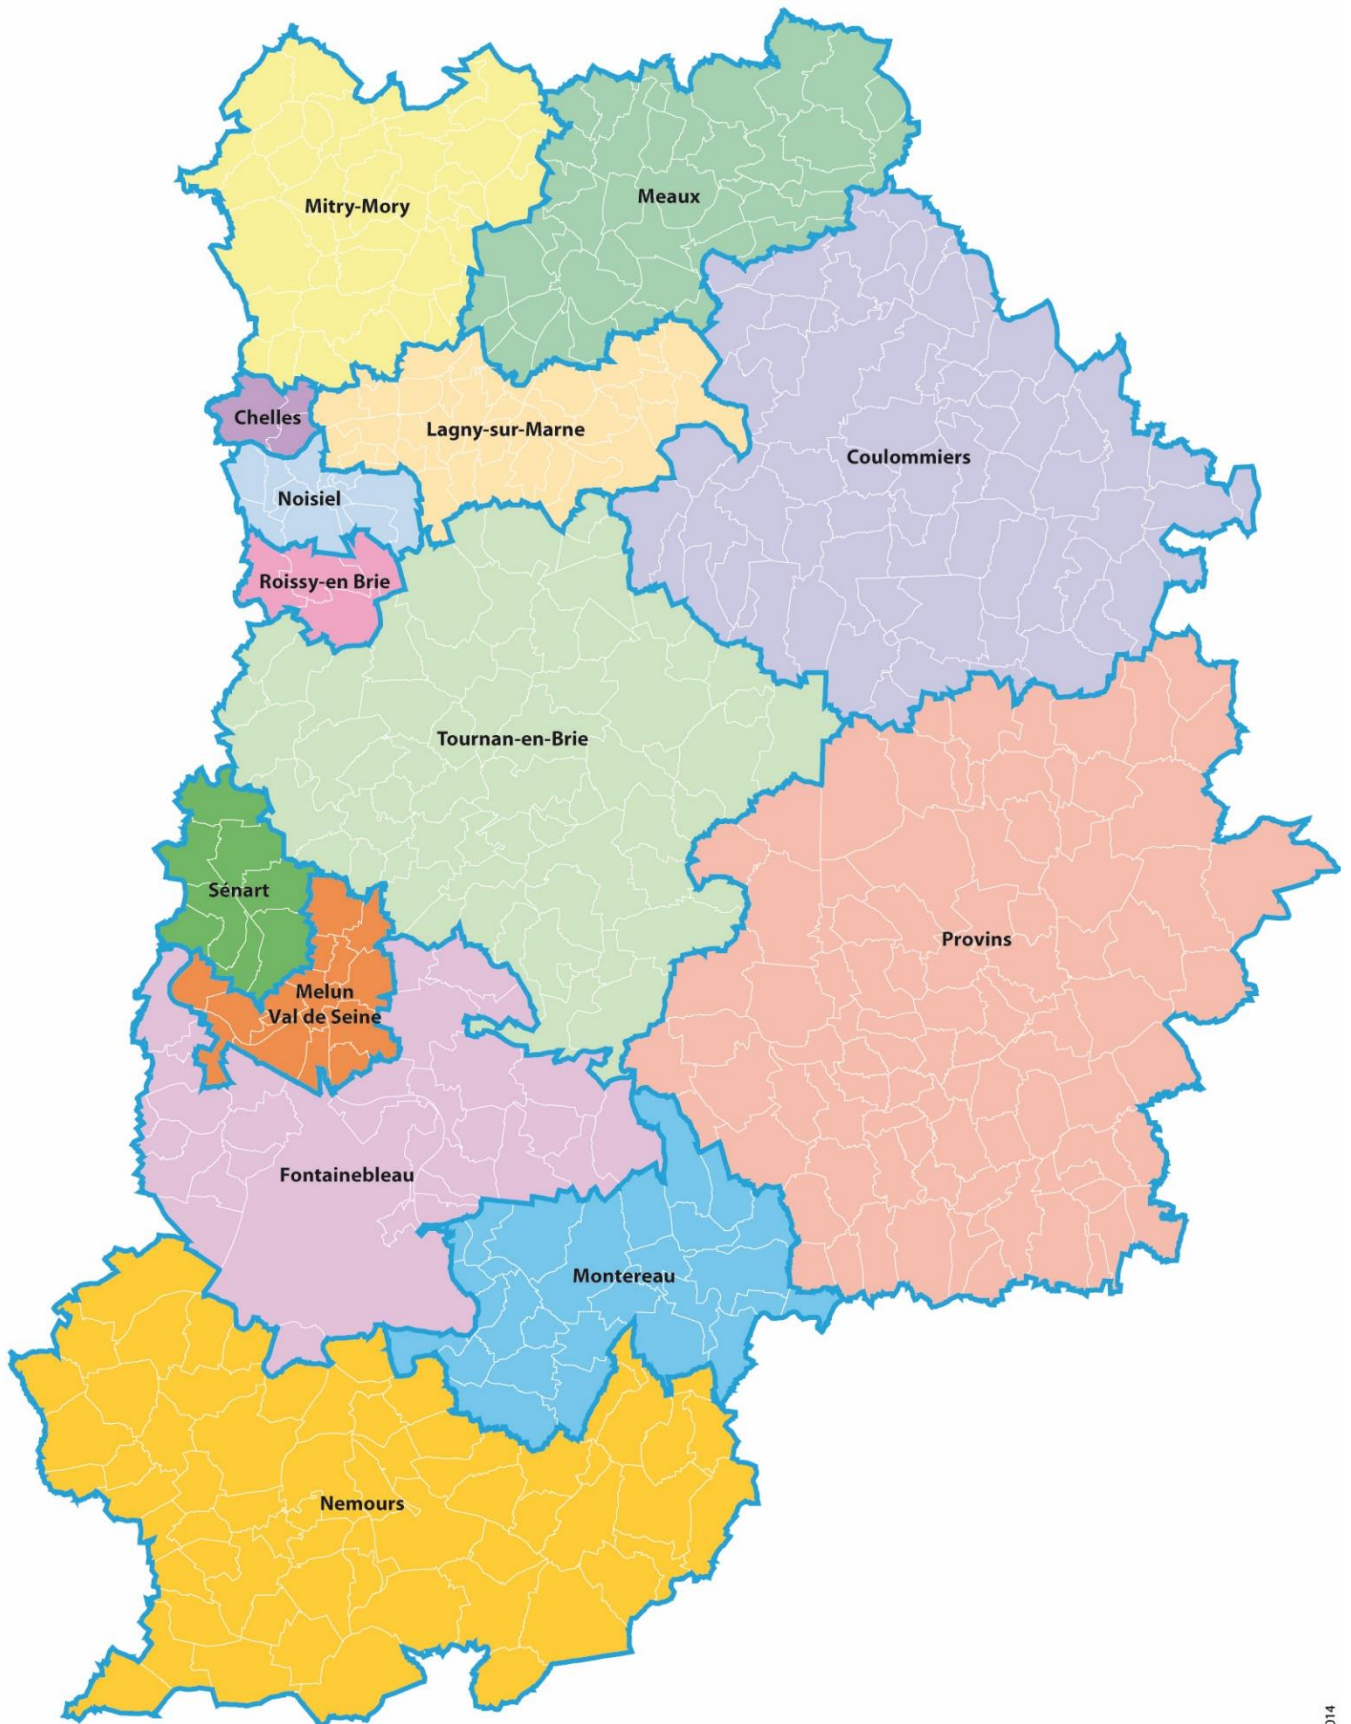 Mitry-Mory
Meaux
Chelles
Lagny-sur-Marne
Coulommiers
Noisiel
Roissy-en Brie
Tournan-en-Brie
Sénart
Provins
Melun
Val de Seine
Fontainebleau
Montereau
Nemours
014